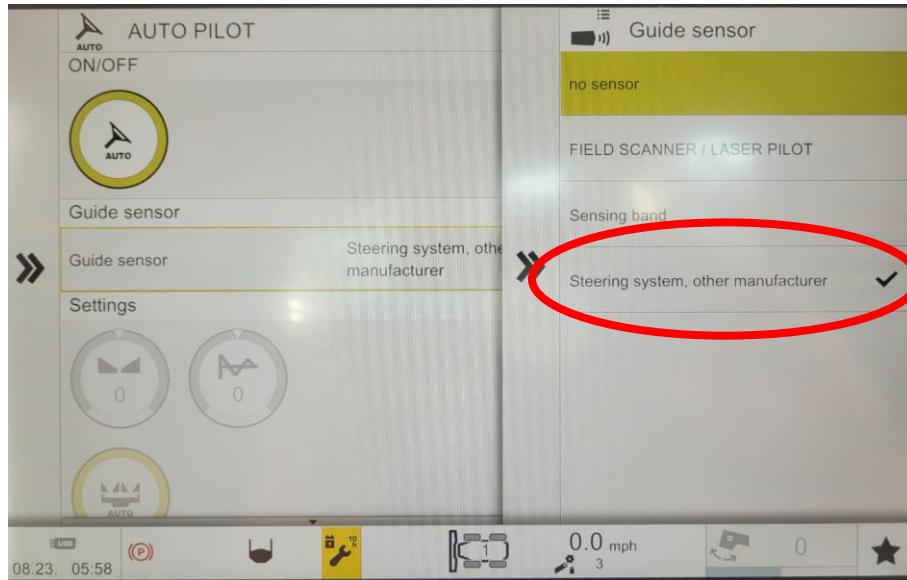 AUTO
AUTO PILOT
ON/OFF
AUTO
Guide sensor
Guide sensor
Steering system, othe
manufacturer
Settings
0
0
AUTO
Guide sensor
no sensor
FIELD SCANNER / LASER PILOT
Sensing band
Steering system, other manufacturer
USB
08.23. 05:58
(P)
10
h
1
0.0 mph
3
0